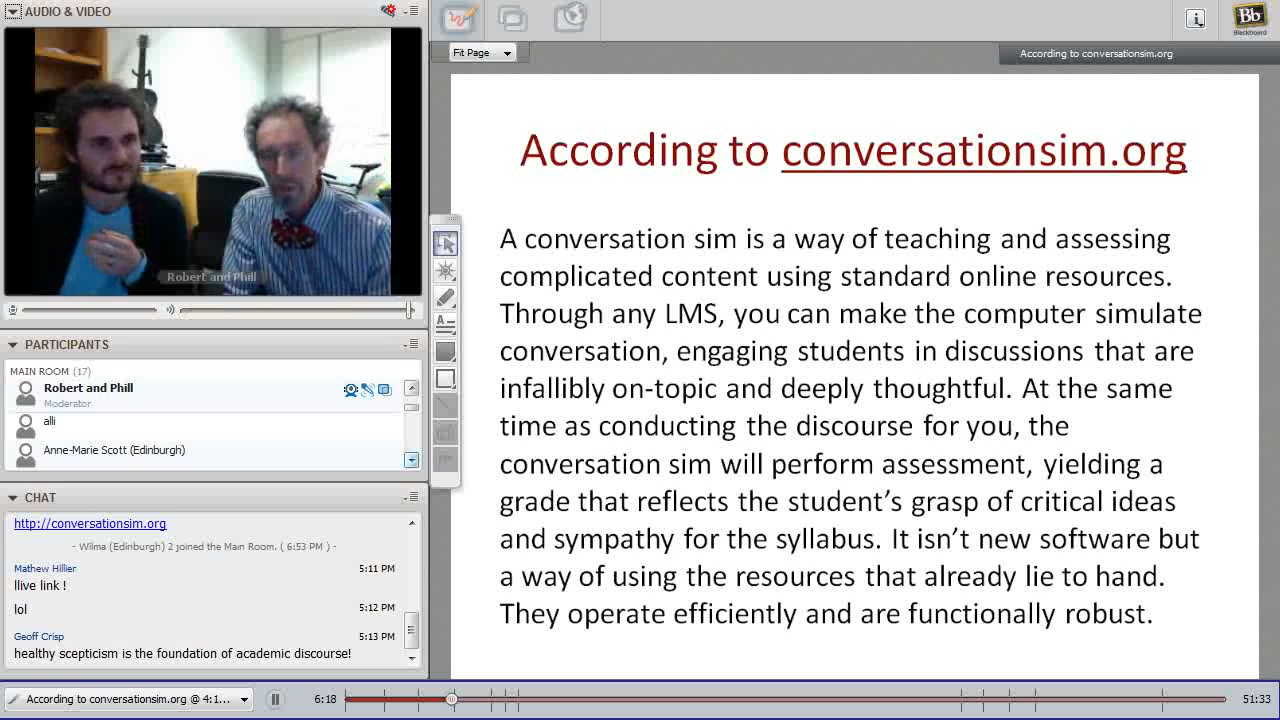 AUDIO & VIDEO
Robert and Phill
PARTICIPANTS
MAIN ROOM (17)
Robert and Phill
Moderator
alli
Anne-Marie Scott (Edinburgh)
CHAT
http://conversationsim.org
- Wilma (Edinburgh) 2 joined the Main Room. ( 6:53 PM ) -
Mathew Hillier 5:11 PM
llive link !
lol 5:12 PM
Geoff Crisp 5:13 PM
healthy scepticism is the foundation of academic discourse!
Fit Page
i
Bb
Blackboard
According to conversationsim.org
According to conversationsim.org
A conversation sim is a way of teaching and assessing
complicated content using standard online resources.
Through any LMS, you can make the computer simulate
conversation, engaging students in discussions that are
infallibly on-topic and deeply thoughtful. At the same
time as conducting the discourse for you, the
conversation sim will perform assessment, yielding a
grade that reflects the student’s grasp of critical ideas
and sympathy for the syllabus. It isn’t new software but
a way of using the resources that already lie to hand.
They operate efficiently and are functionally robust.
According to conversationsim.org @ 4:1...
6:18
51:33